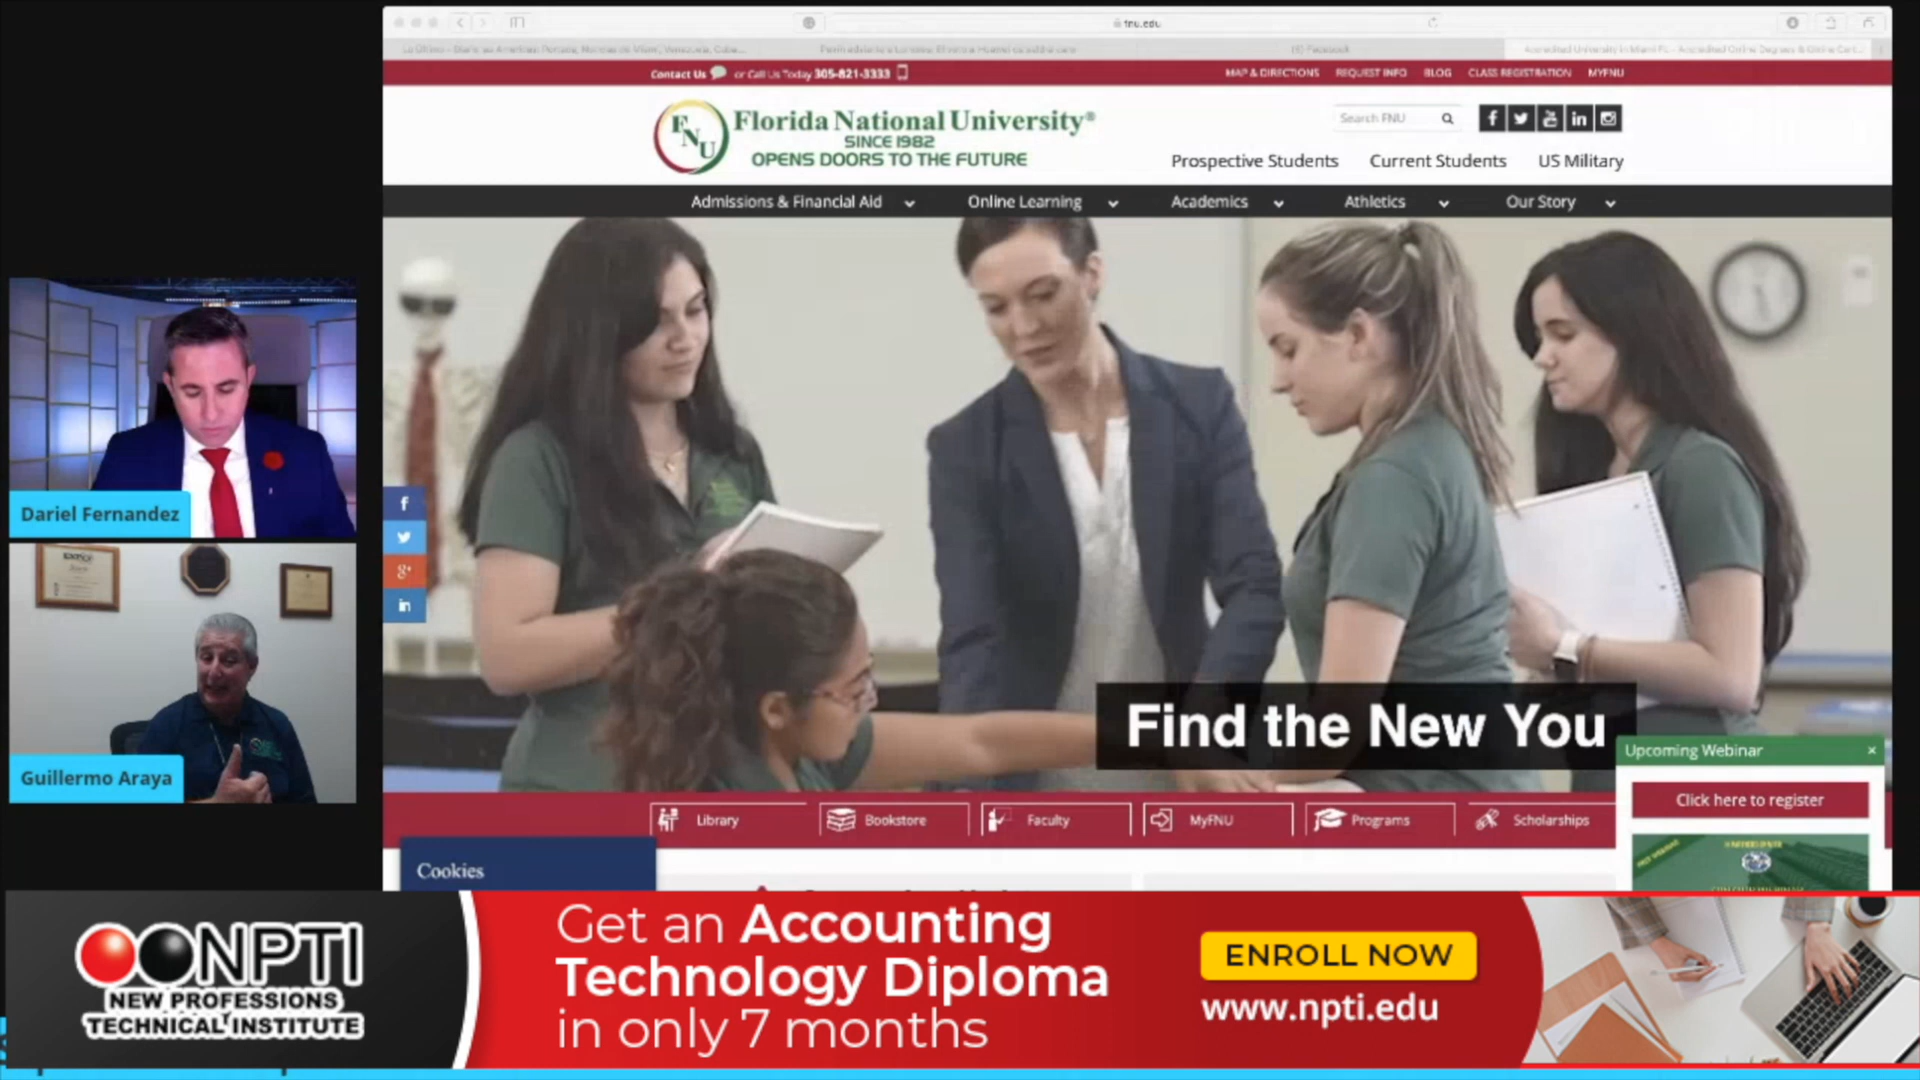 fnu.edu
(6) Facebook
Contact Us or Call Us Today 305-821-3333
MAP & DIRECTIONS REQUEST INFO BLOG CLASS REGISTRATION MYFNU
FNU
Florida National University®
SINCE 1982
OPENS DOORS TO THE FUTURE
Search FNU
Prospective Students Current Students US Military
Admissions & Financial Aid Online Learning Academics Athletics Our Story
Dariel Fernandez
Guillermo Araya
Find the New You
Upcoming Webinar ×
Click here to register
Library Bookstore Faculty MyFNU Programs Scholarships
Cookies
NPTI
NEW PROFESSIONS
TECHNICAL INSTITUTE
Get an Accounting
Technology Diploma
in only 7 months
ENROLL NOW
www.npti.edu